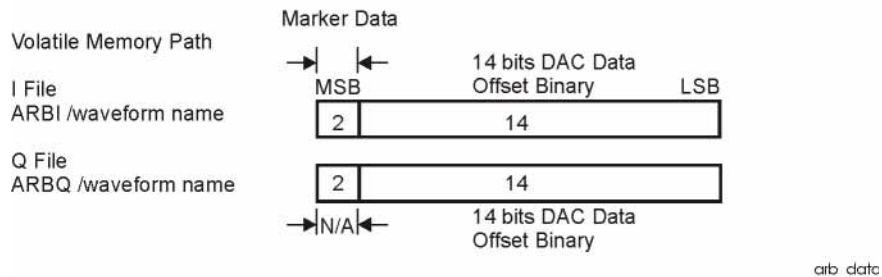 Marker Data
Volatile Memory Path
14 bits DAC Data
I File
MSB
Offset Binary
LSB
ARBI /waveform name
2
14
Q File
ARBQ /waveform name
2
14
N/A
14 bits DAC Data
Offset Binary
arb data